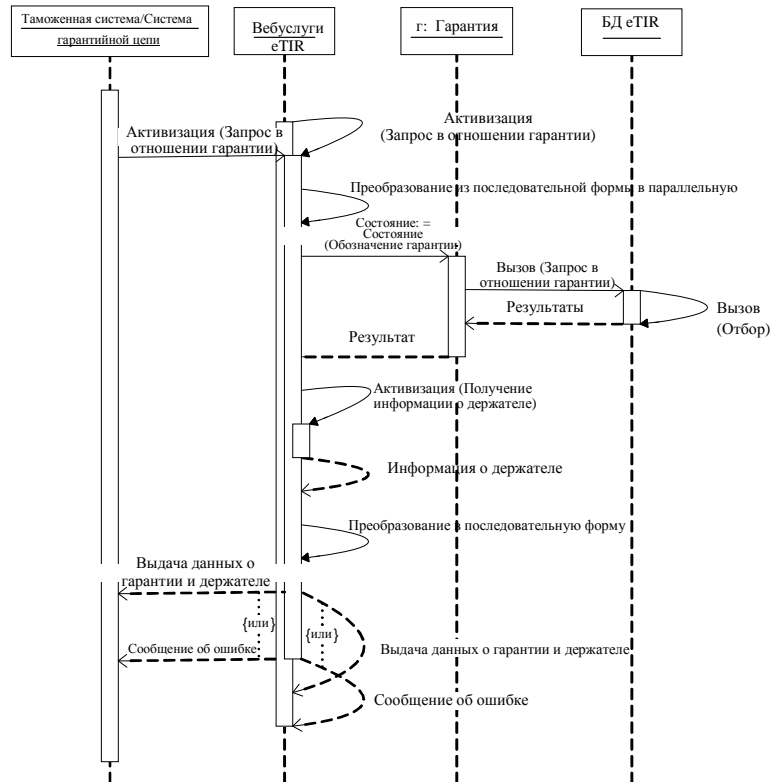 Таможенная система/Система
гарантийной цепи
Вебуслуги
eTIR
г: Гарантия
БД eTIR
Активизация (Запрос в
отношении гарантии)
Активизация
(Запрос в отношении гарантии)
Преобразование из последовательной формы в параллельную
Состояние: =
Состояние
(Обозначение гарантии)
Вызов (Запрос в
отношении гарантии)
Результаты
Вызов
(Отбор)
Результат
Активизация (Получение
информации о держателе)
Информация о держателе
Преобразование в последовательную форму
Выдача данных о
гарантии и держателе
{или}
{или}
Сообщение об ошибке
Выдача данных о гарантии и держателе
Сообщение об ошибке